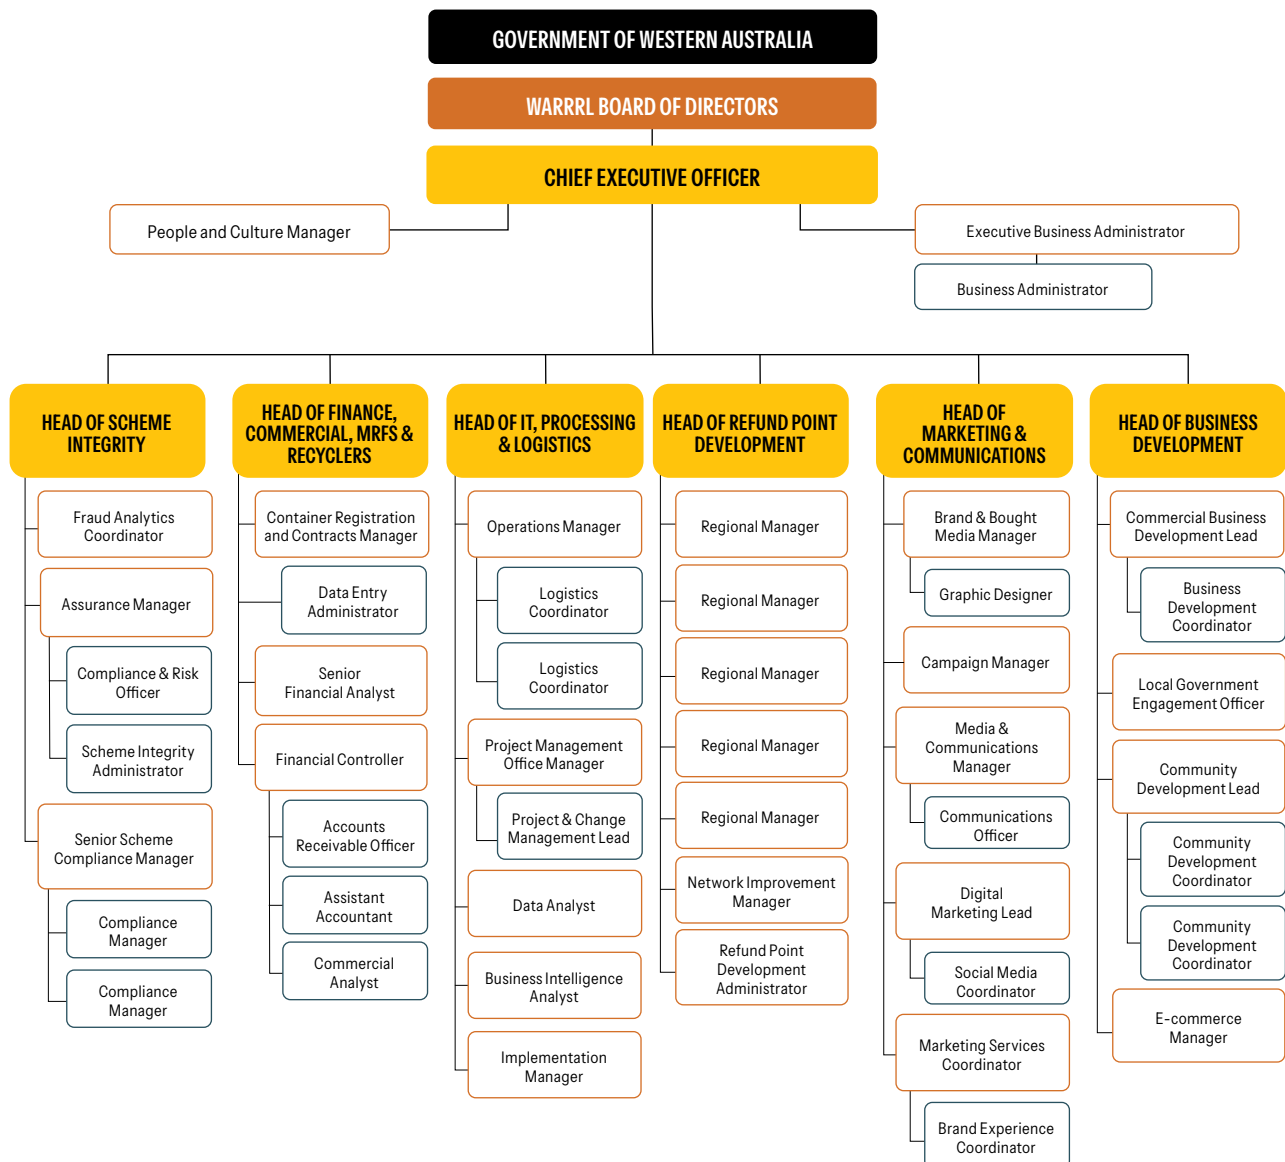 GOVERNMENT OF WESTERN AUSTRALIA
WARRRL BOARD OF DIRECTORS
CHIEF EXECUTIVE OFFICER
People and Culture Manager
Executive Business Administrator
Business Administrator
HEAD OF SCHEME
INTEGRITY
Fraud Analytics
Coordinator
Assurance Manager
Compliance & Risk
Officer
Scheme Integrity
Administrator
Senior Scheme
Compliance Manager
Compliance
Manager
Compliance
Manager
HEAD OF FINANCE,
COMMERCIAL, MRFS &
RECYCLERS
Container Registration
and Contracts Manager
Data Entry
Administrator
Senior
Financial Analyst
Financial Controller
Accounts
Receivable Officer
Assistant
Accountant
Commercial
Analyst
HEAD OF IT, PROCESSING
& LOGISTICS
Operations Manager
Logistics
Coordinator
Logistics
Coordinator
Project Management
Office Manager
Project & Change
Management Lead
Data Analyst
Business Intelligence
Analyst
Implementation
Manager
HEAD OF REFUND POINT
DEVELOPMENT
Regional Manager
Regional Manager
Regional Manager
Regional Manager
Regional Manager
Network Improvement
Manager
Refund Point
Development
Administrator
HEAD OF
MARKETING &
COMMUNICATIONS
Brand & Bought
Media Manager
Graphic Designer
Campaign Manager
Media &
Communications
Manager
Communications
Officer
Digital
Marketing Lead
Social Media
Coordinator
Marketing Services
Coordinator
Brand Experience
Coordinator
HEAD OF BUSINESS
DEVELOPMENT
Commercial Business
Development Lead
Business
Development
Coordinator
Local Government
Engagement Officer
Community
Development Lead
Community
Development
Coordinator
Community
Development
Coordinator
E-commerce
Manager